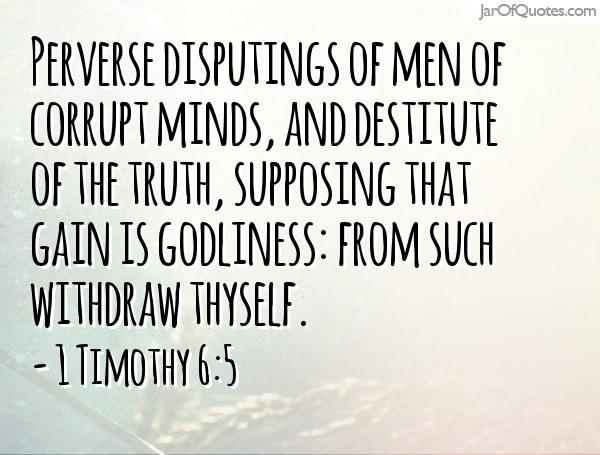 JarOfQuotes.com
Perverse disputings of men of
corrupt minds, and destitute
of the truth, supposing that
gain is godliness: from such
withdraw thyself.
- 1 Timothy 6:5